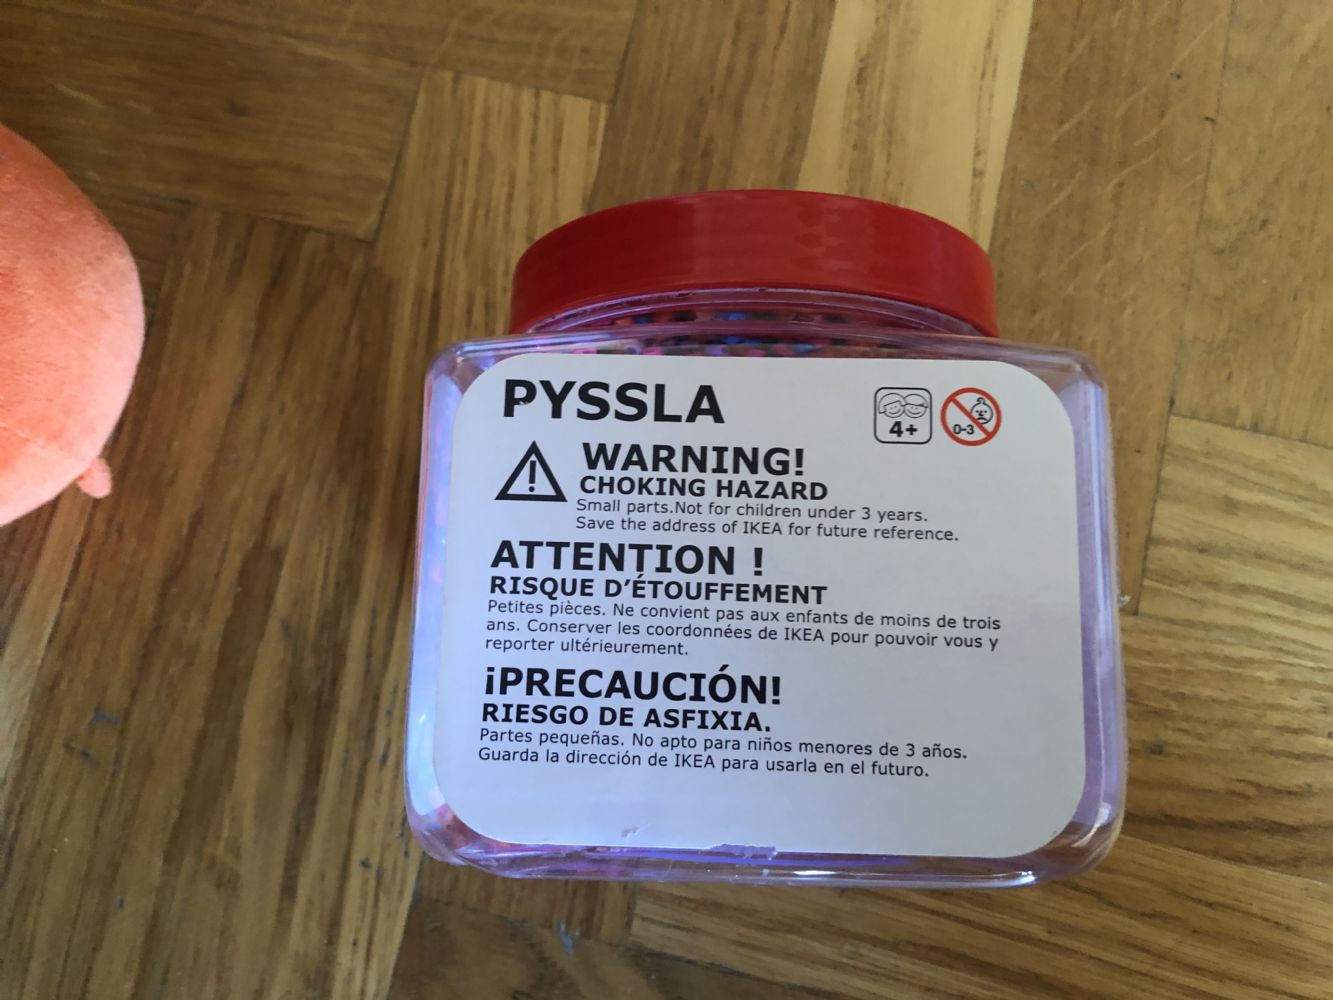 PYSSLA
4+
0-3
WARNING!
CHOKING HAZARD
Small parts.Not for children under 3 years.
Save the address of IKEA for future reference.
ATTENTION !
RISQUE D'ÉTOUFFEMENT
Petites pièces. Ne convient pas aux enfants de moins de trois
ans. Conserver les coordonnées de IKEA pour pouvoir vous y
reporter ultérieurement.
¡PRECAUCIÓN!
RIESGO DE ASFIXIA.
Partes pequeñas. No apto para niños menores de 3 años.
Guarda la dirección de IKEA para usarla en el futuro.